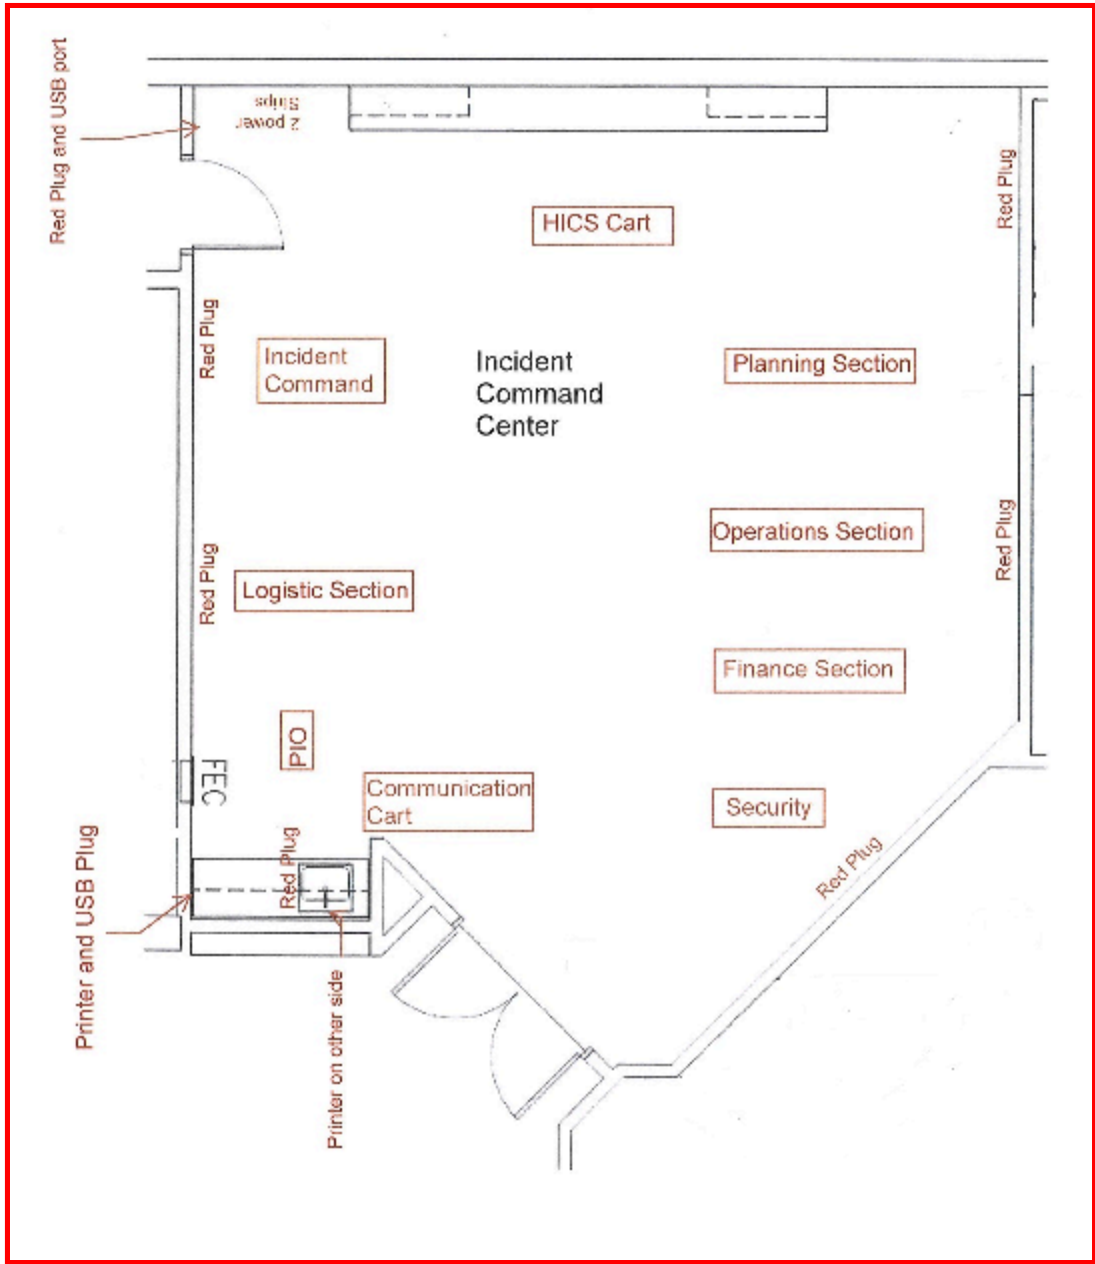 Red Plug and USB port
2 power
Strips
Red Plug
HICS Cart
Red Plug
Incident
Command
Incident
Command
Center
Planning Section
Red Plug
Logistic Section
Operations Section
Red Plug
Finance Section
PIO
FEC
Communication
Cart
Security
Red Plug
Red Plug
Printer and USB Plug
Printer on other side